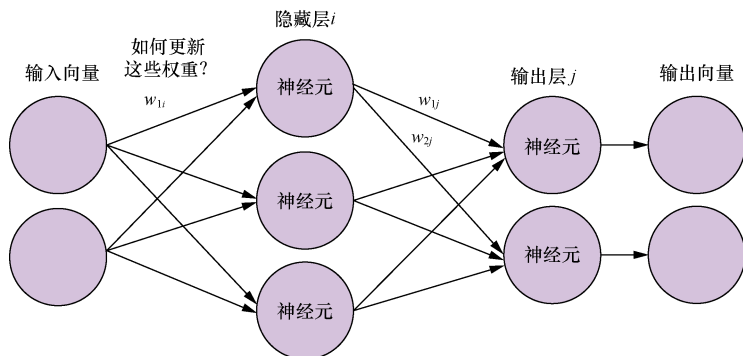 隐藏层i
如何更新
这些权重?
输入向量
输出层j
输出向量
w1i
w1j
w2j
神经元
神经元
神经元
神经元
神经元